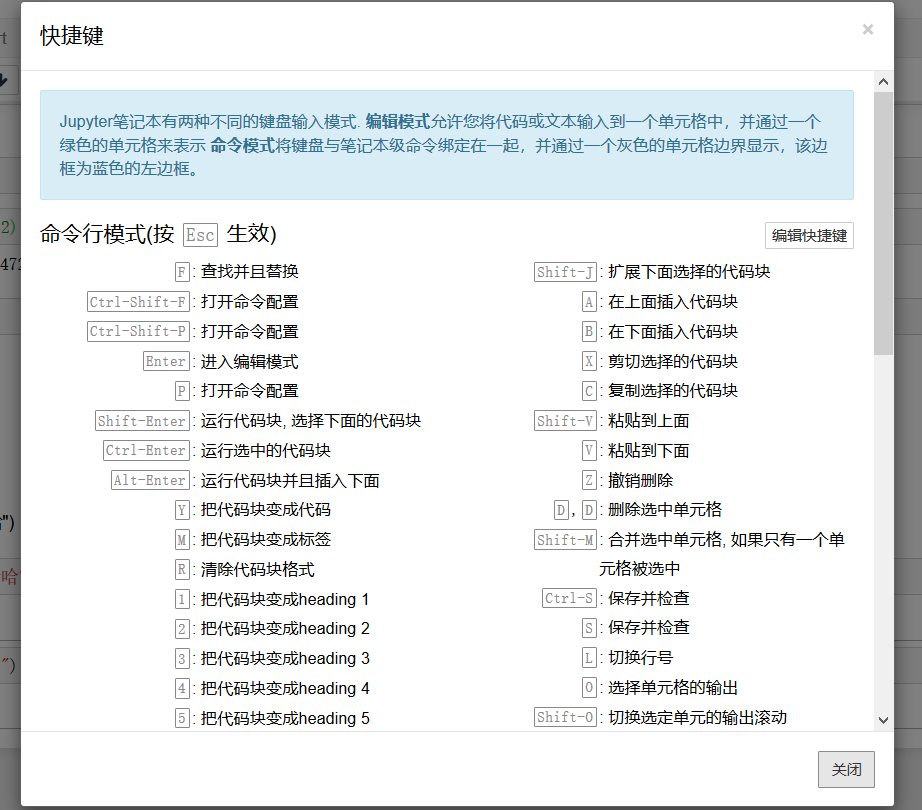 快捷键
×
Jupyter笔记本有两种不同的键盘输入模式. 编辑模式允许您将代码或文本输入到一个单元格中，并通过一个
绿色的单元格来表示 命令模式将键盘与笔记本级命令绑定在一起，并通过一个灰色的单元格边界显示，该边
框为蓝色的左边框。
命令行模式(按 Esc 生效)
编辑快捷键
F : 查找并且替换
Ctrl-Shift-F : 打开命令配置
Ctrl-Shift-P : 打开命令配置
Enter : 进入编辑模式
P : 打开命令配置
Shift-Enter : 运行代码块, 选择下面的代码块
Ctrl-Enter : 运行选中的代码块
Alt-Enter : 运行代码块并且插入下面
Y : 把代码块变成代码
M : 把代码块变成标签
R : 清除代码块格式
1 : 把代码块变成heading 1
2 : 把代码块变成heading 2
3 : 把代码块变成heading 3
4 : 把代码块变成heading 4
5 : 把代码块变成heading 5
Shift-J : 扩展下面选择的代码块
A : 在上面插入代码块
B : 在下面插入代码块
X : 剪切选择的代码块
C : 复制选择的代码块
Shift-V : 粘贴到上面
V : 粘贴到下面
Z : 撤销删除
D , D : 删除选中单元格
Shift-M : 合并选中单元格, 如果只有一个单
元格被选中
Ctrl-S : 保存并检查
S : 保存并检查
L : 切换行号
O : 选择单元格的输出
Shift-O : 切换选定单元的输出滚动
关闭
2)
472
")
哈"
")